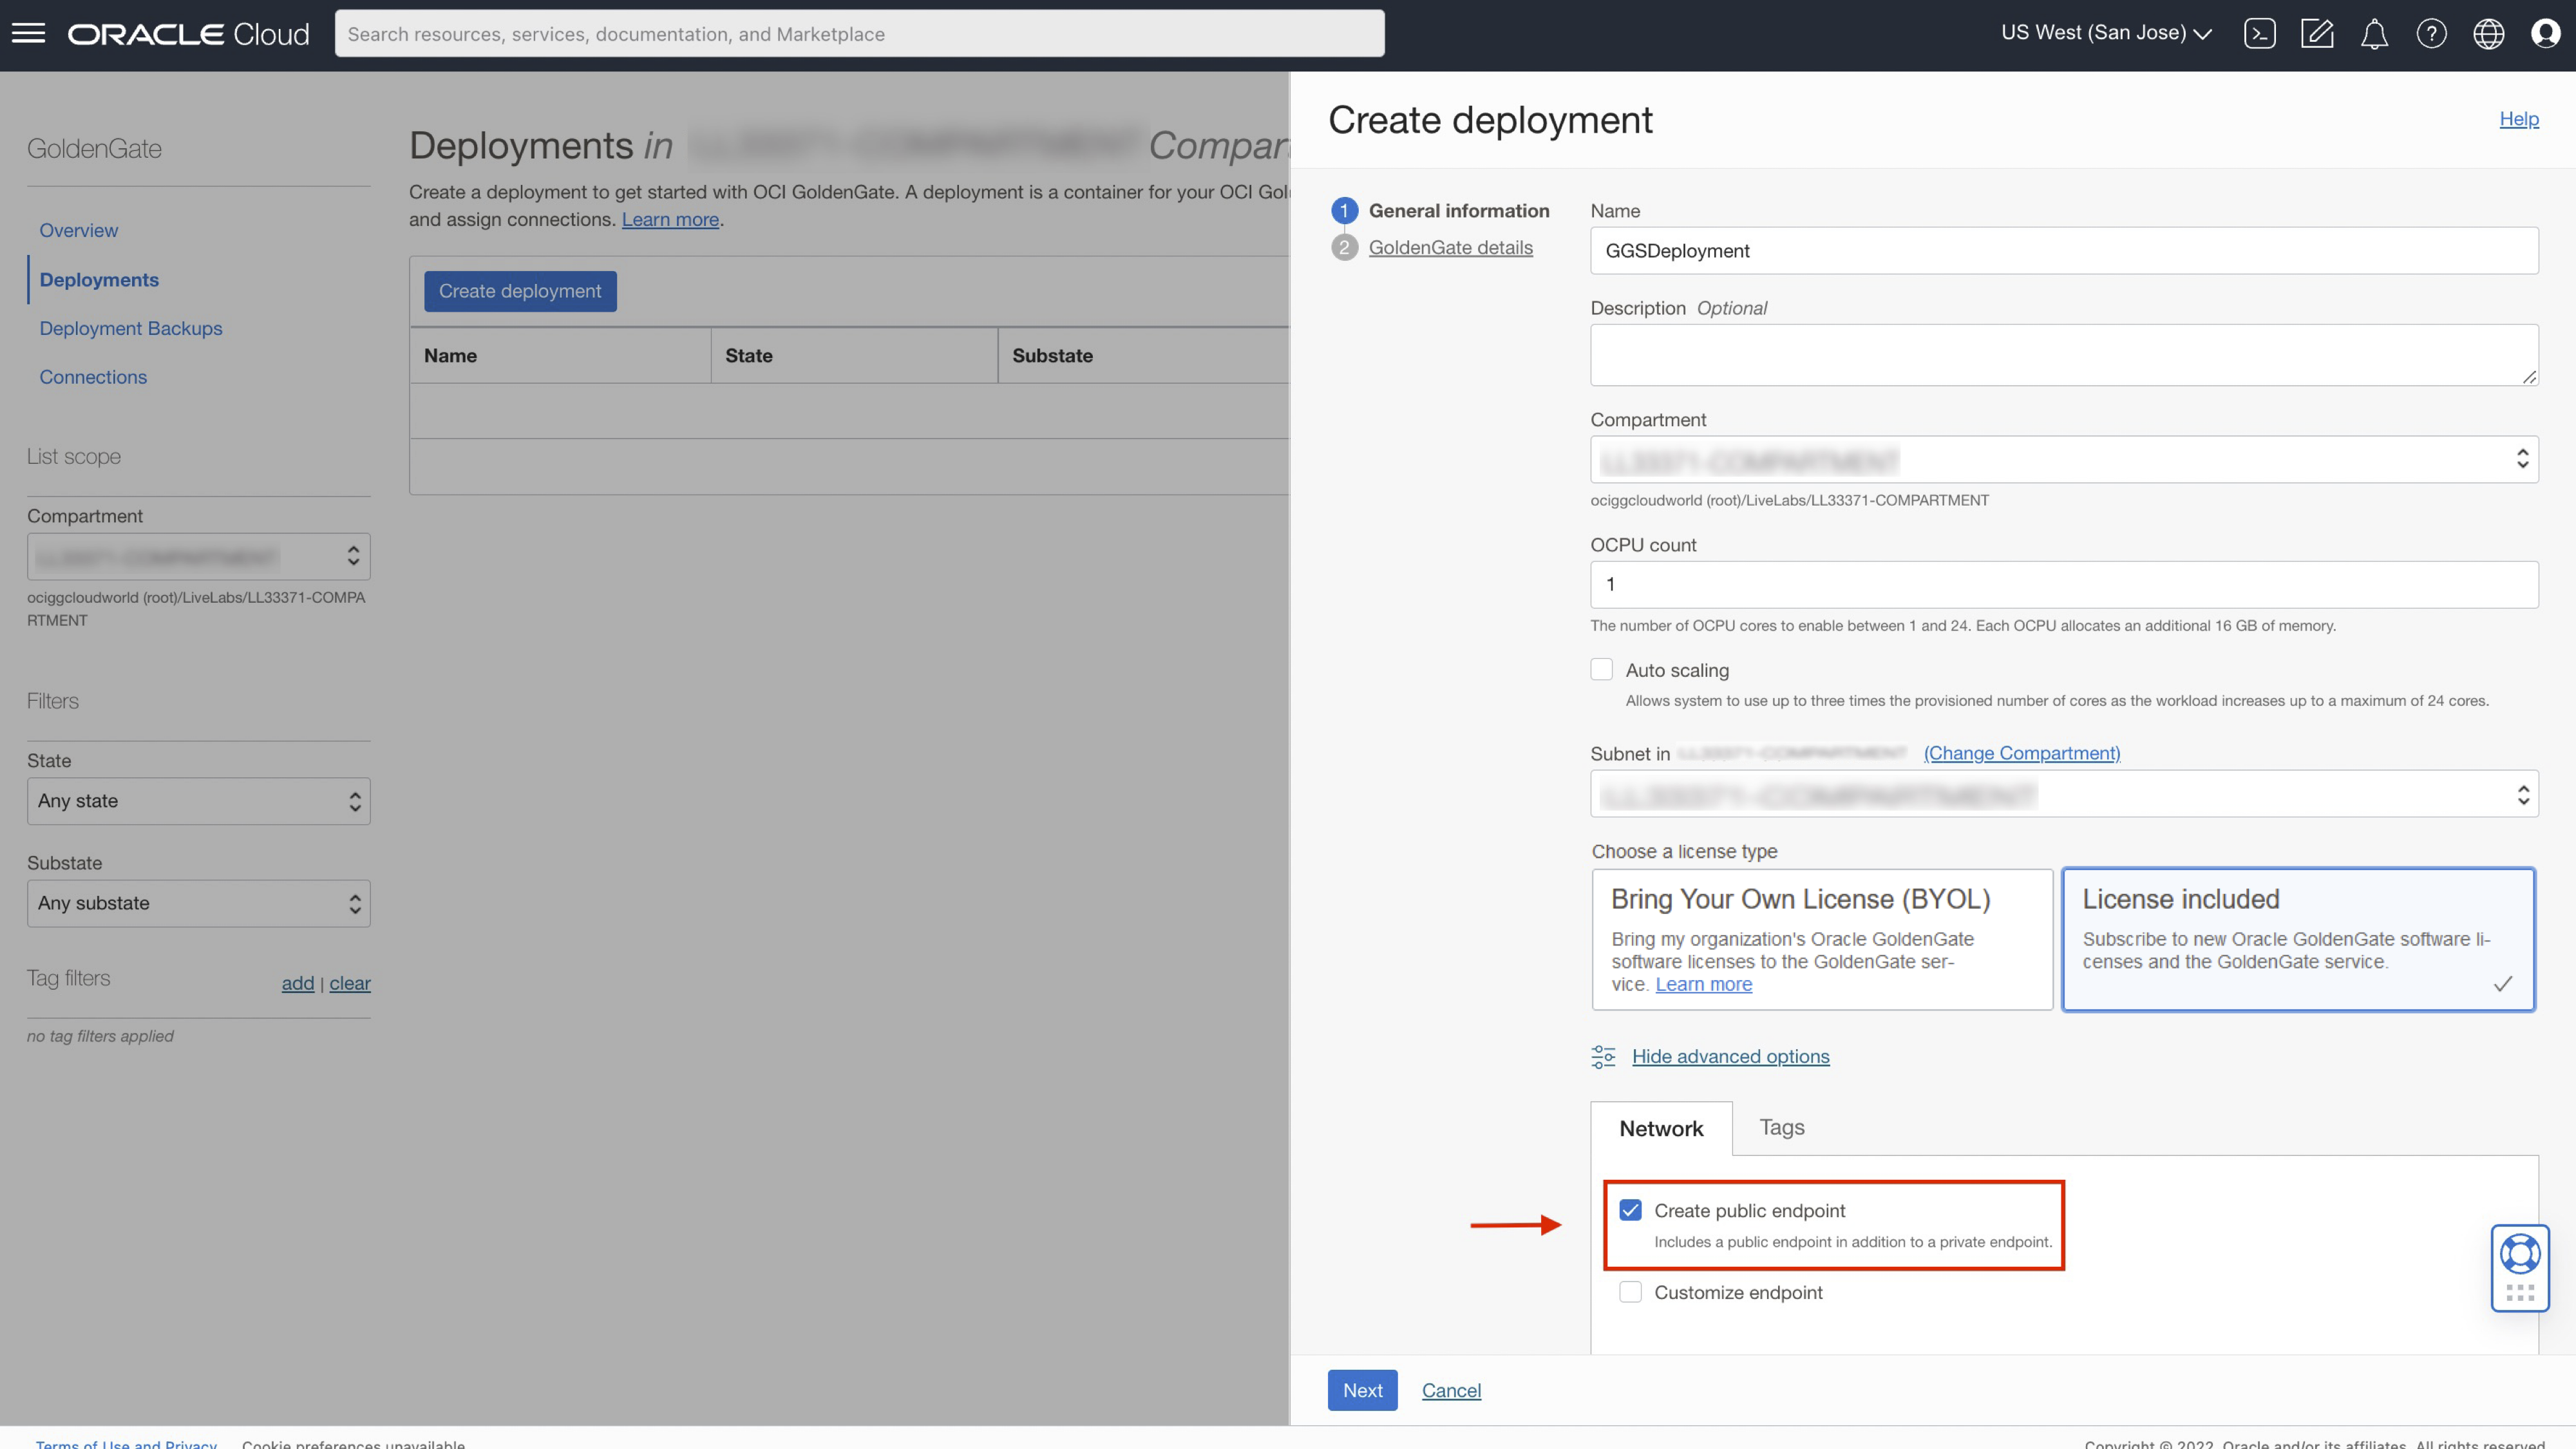 ORACLE Cloud
Search resources, services, documentation, and Marketplace
US West (San Jose)
GoldenGate
Overview
Deployments
Deployment Backups
Connections
List scope
Compartment
ociggcloudworld (root)/LiveLabs/LL33371-COMPA
RTMENT
Filters
State
Any state
Substate
Any substate
Tag filters
add | clear
no tag filters applied
Deployments in Compar
Create a deployment to get started with OCI GoldenGate. A deployment is a container for your OCI Gol
and assign connections. Learn more.
Create deployment
Name State Substate
Create deployment
Help
1 General information
2 GoldenGate details
Name
GGSDeployment
Description Optional
Compartment
ociggcloudworld (root)/LiveLabs/LL33371-COMPARTMENT
OCPU count
1
The number of OCPU cores to enable between 1 and 24. Each OCPU allocates an additional 16 GB of memory.
Auto scaling
Allows system to use up to three times the provisioned number of cores as the workload increases up to a maximum of 24 cores.
Subnet in (Change Compartment)
Choose a license type
Bring Your Own License (BYOL)
Bring my organization's Oracle GoldenGate
software licenses to the GoldenGate ser-
vice. Learn more
License included
Subscribe to new Oracle GoldenGate software li-
censes and the GoldenGate service.
Hide advanced options
Network Tags
Create public endpoint
Includes a public endpoint in addition to a private endpoint.
Customize endpoint
Next Cancel
Terms of Use and Privacy Cookie preferences unavailable
Copyright © 2022, Oracle and/or its affiliates. All rights reserved.